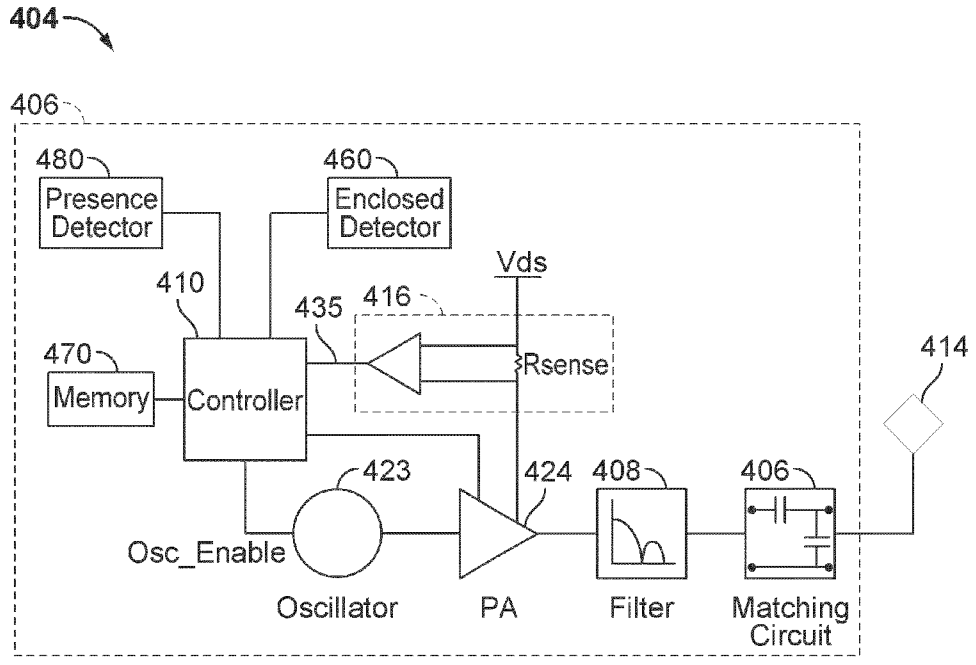 404
406
480
Presence
Detector
460
Enclosed
Detector
Vds
410
435
416
Rsense
470
Memory
Controller
414
423
424
408
406
Osc_Enable
Oscillator
PA
Filter
Matching
Circuit